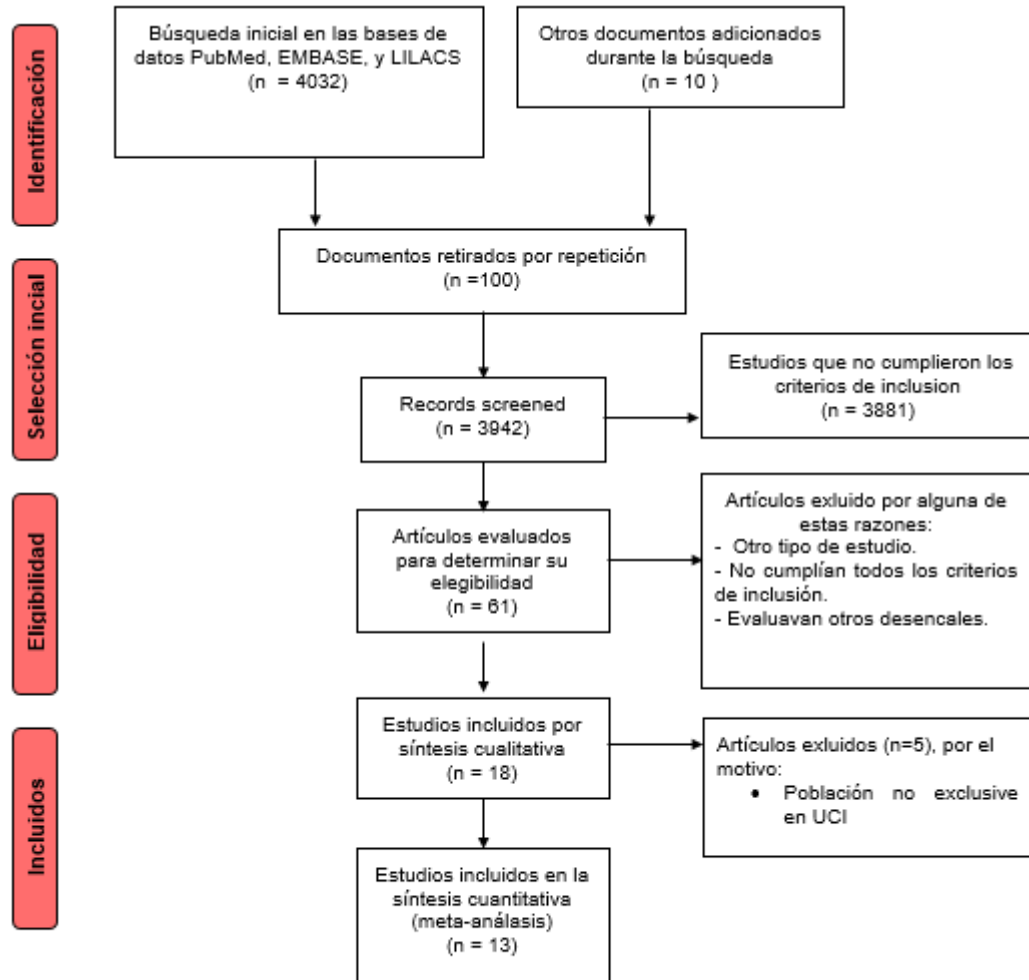 Identificación
Búsqueda inicial en las bases de
datos PubMed, EMBASE, y LILACS
(n = 4032)
Otros documentos adicionados
durante la búsqueda
(n = 10 )
Selección incial
Documentos retirados por repetición
(n =100)
Records screened
(n = 3942)
Estudios que no cumplieron los
criterios de inclusion
(n = 3881)
Eligibilidad
Artículos evaluados
para determinar su
elegibilidad
(n = 61)
Artículos exluido por alguna de
estas razones:
- Otro tipo de estudio.
- No cumplían todos los criterios
de inclusión.
- Evaluavan otros desencales.
Incluidos
Estudios incluidos por
síntesis cualitativa
(n = 18)
Artículos exluidos (n=5), por el
motivo:
• Población no exclusive
en UCI
Estudios incluidos en la
síntesis cuantitativa
(meta-análasis)
(n = 13)